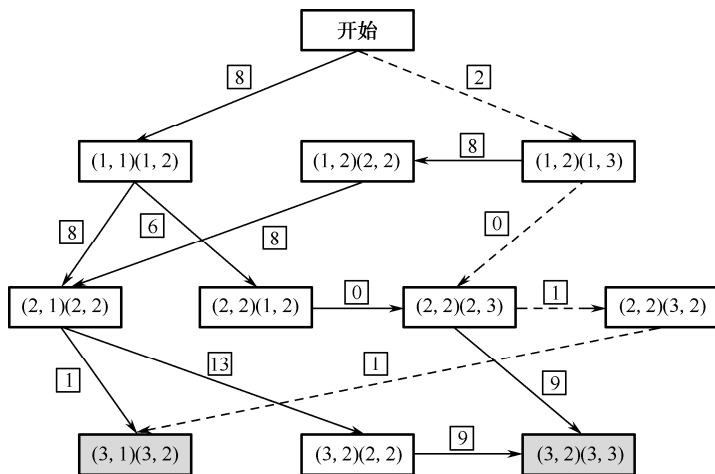 开始
8
2
(1, 1)(1, 2)
(1, 2)(2, 2)
8
(1, 2)(1, 3)
8
6
8
0
(2, 1)(2, 2)
(2, 2)(1, 2)
0
(2, 2)(2, 3)
1
(2, 2)(3, 2)
1
13
1
9
(3, 1)(3, 2)
(3, 2)(2, 2)
9
(3, 2)(3, 3)